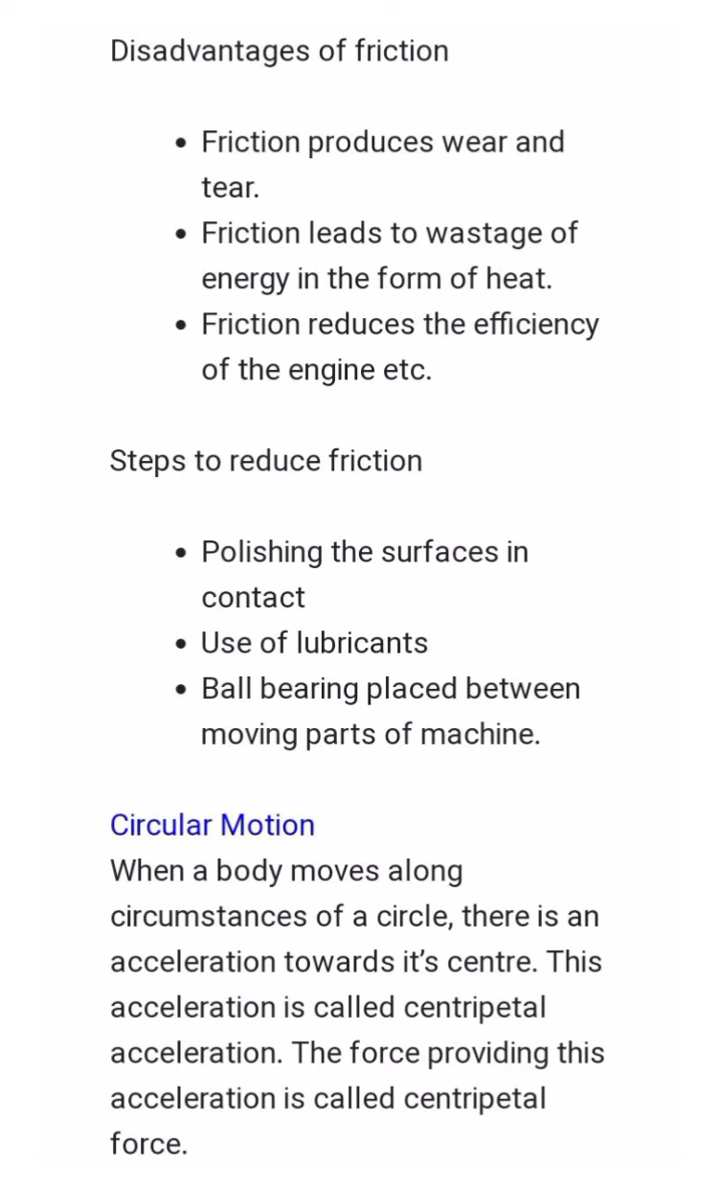 Disadvantages of friction
• Friction produces wear and
tear.
• Friction leads to wastage of
energy in the form of heat.
• Friction reduces the efficiency
of the engine etc.
Steps to reduce friction
• Polishing the surfaces in
contact
• Use of lubricants
• Ball bearing placed between
moving parts of machine.
Circular Motion
When a body moves along
circumstances of a circle, there is an
acceleration towards it’s centre. This
acceleration is called centripetal
acceleration. The force providing this
acceleration is called centripetal
force.